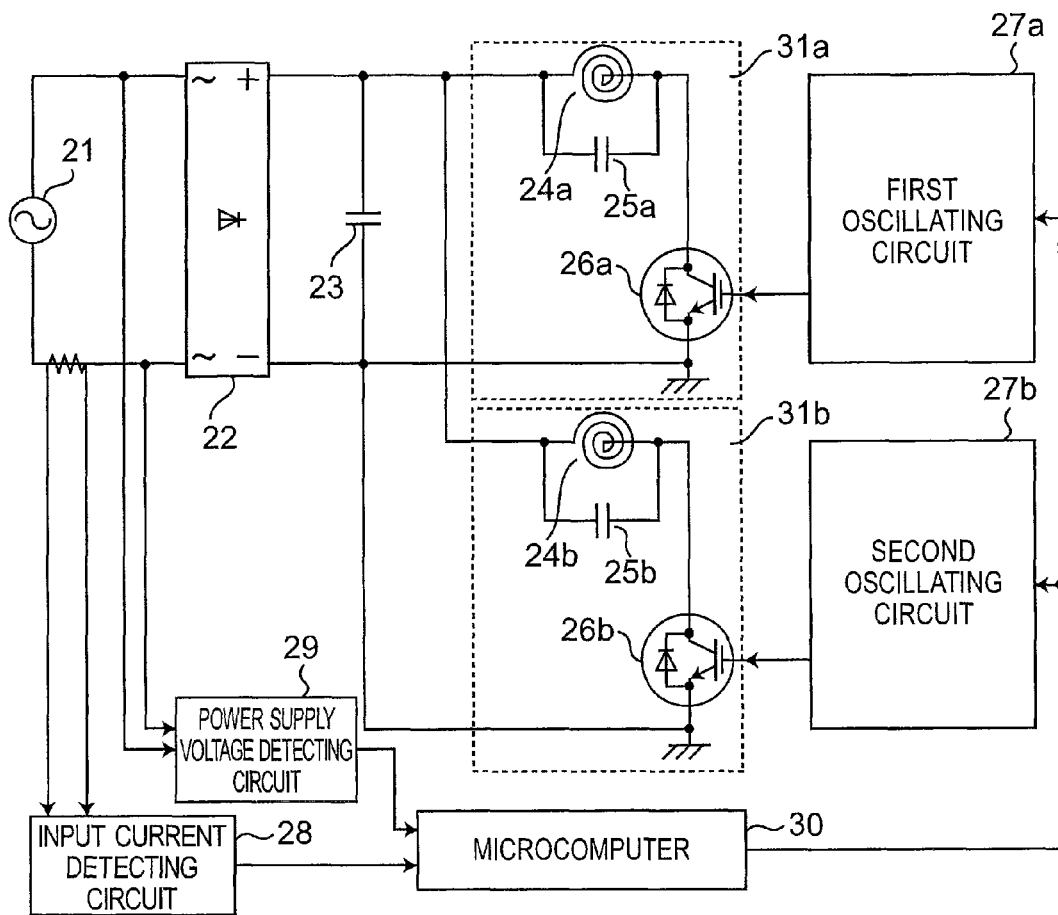 27a
31a
21
~ +
24a
25a
FIRST
OSCILLATING
CIRCUIT
26a
23
~ −
22
27b
31b
24b
25b
SECOND
OSCILLATING
CIRCUIT
26b
29
POWER SUPPLY
VOLTAGE DETECTING
CIRCUIT
INPUT CURRENT
DETECTING
CIRCUIT
28
MICROCOMPUTER
30